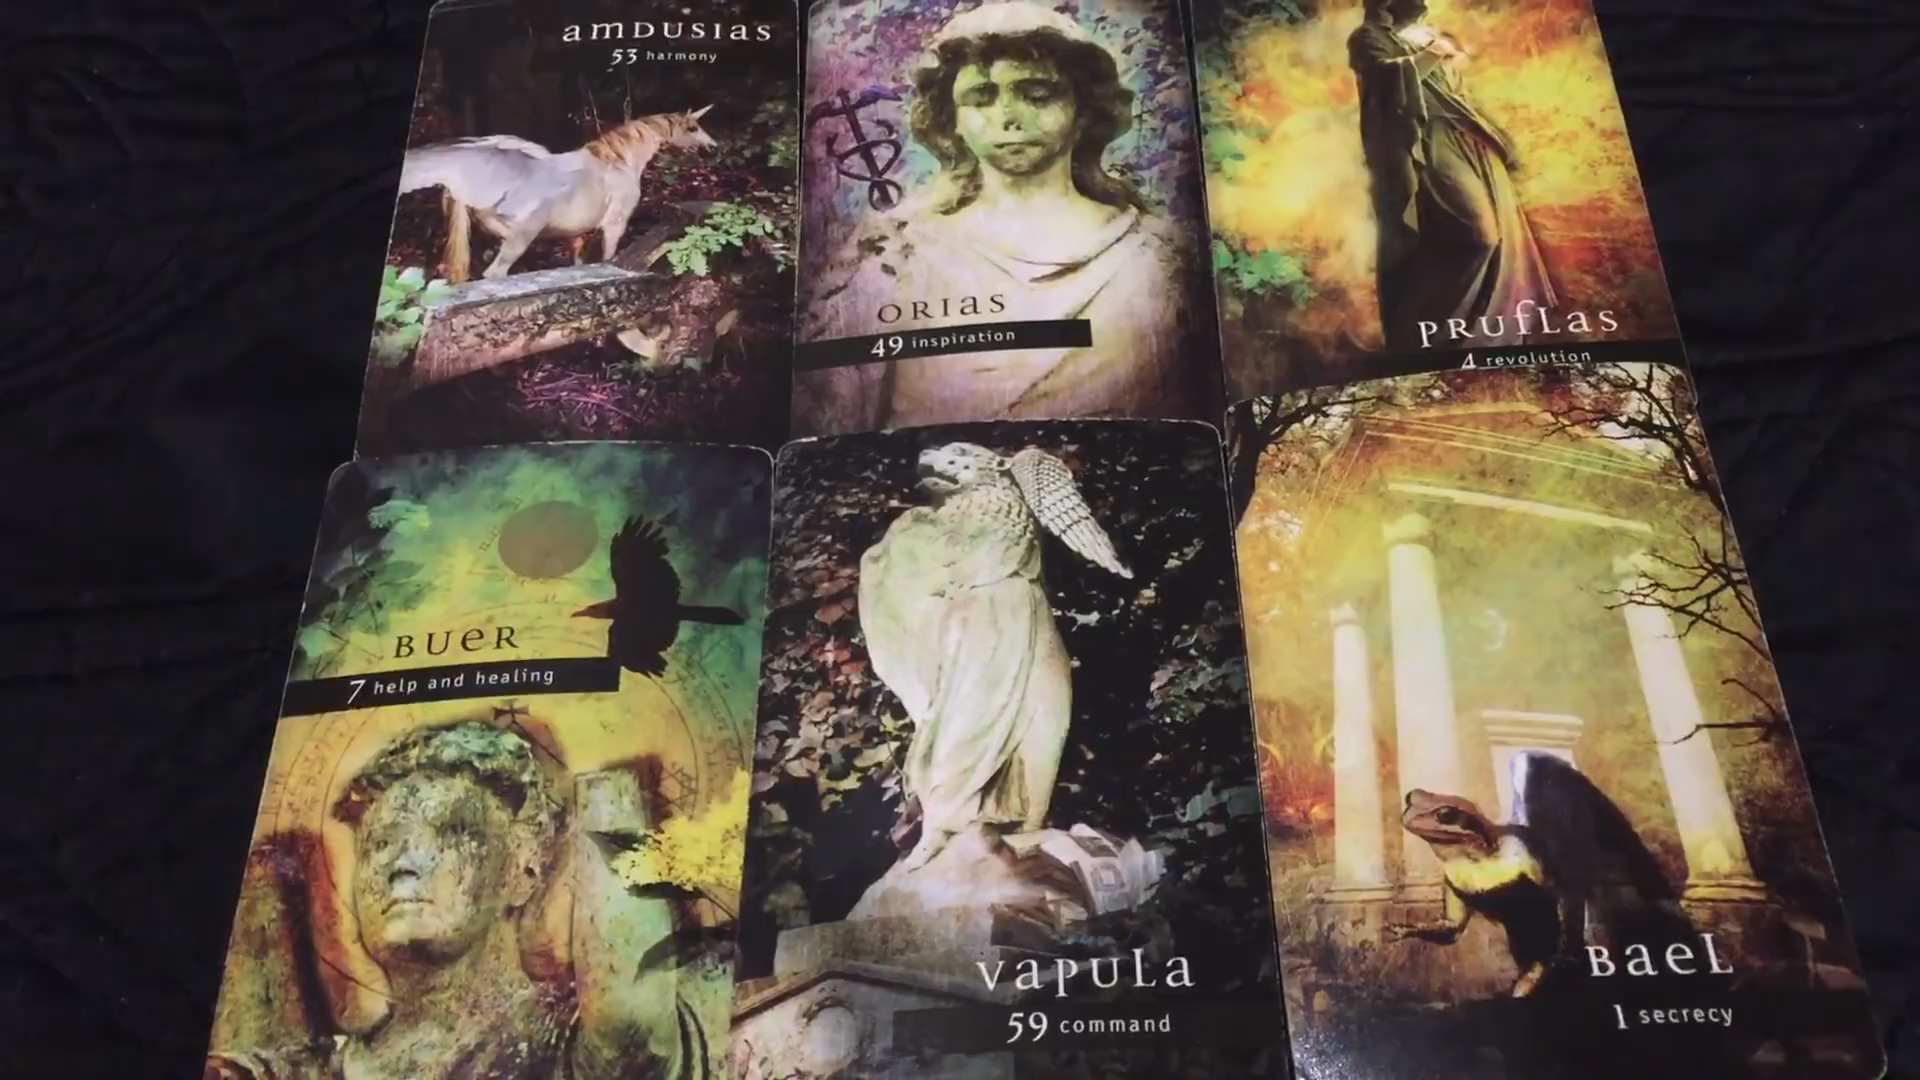 amDUSIas
53 harmony
ORIas
49 inspiration
PRUfLas
4 revolution
BUeR
7 help and healing
vaPULa
59 command
BaeL
1 secrecy